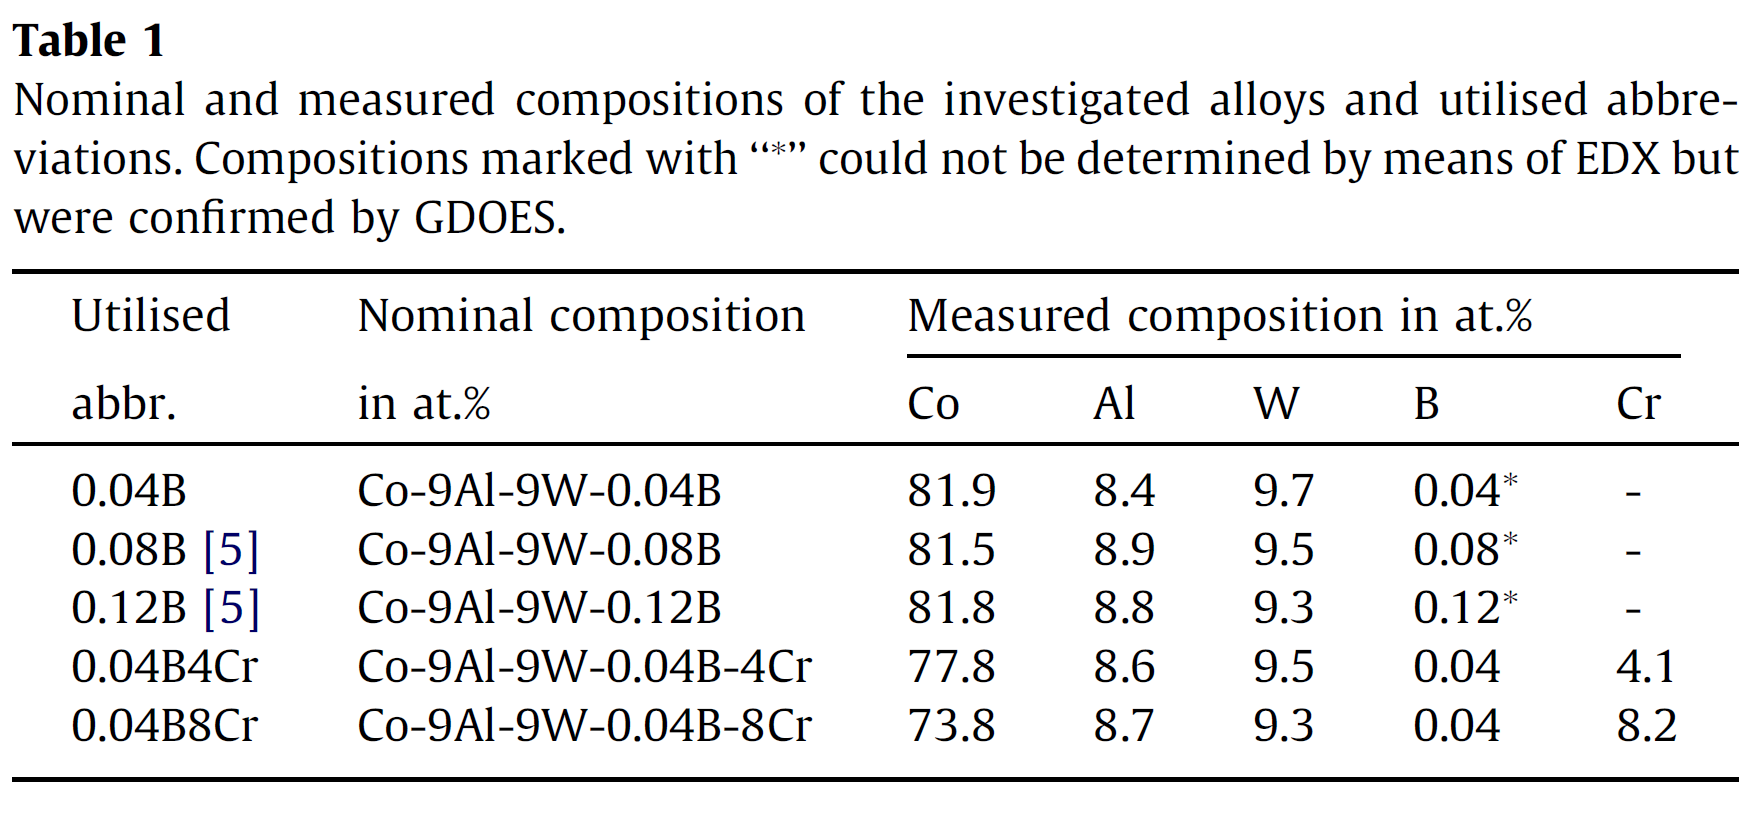 Table 1
Nominal and measured compositions of the investigated alloys and utilised abbre-
viations. Compositions marked with “*” could not be determined by means of EDX but
were confirmed by GDOES.
Utilised Nominal composition Measured composition in at.%
abbr. in at.% Co Al W B Cr
0.04B Co-9Al-9W-0.04B 81.9 8.4 9.7 0.04* -
0.08B [5] Co-9Al-9W-0.08B 81.5 8.9 9.5 0.08* -
0.12B [5] Co-9Al-9W-0.12B 81.8 8.8 9.3 0.12* -
0.04B4Cr Co-9Al-9W-0.04B-4Cr 77.8 8.6 9.5 0.04 4.1
0.04B8Cr Co-9Al-9W-0.04B-8Cr 73.8 8.7 9.3 0.04 8.2